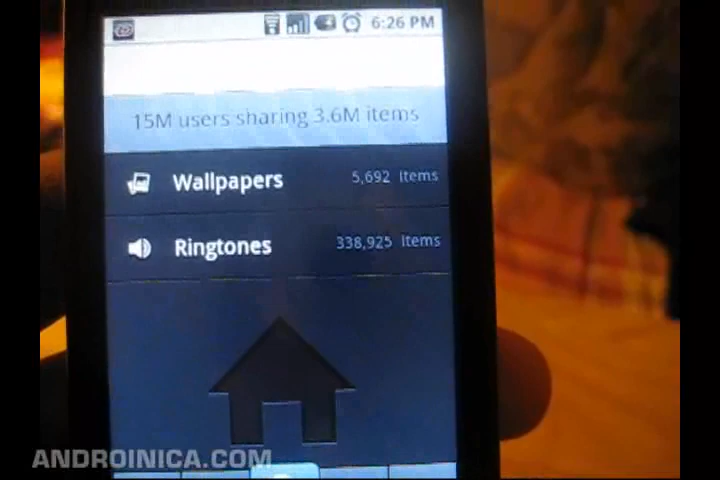 6:26 PM
15M users sharing 3.6M items
Wallpapers 5,692 Items
Ringtones 338,925 Items
ANDROINICA.COM